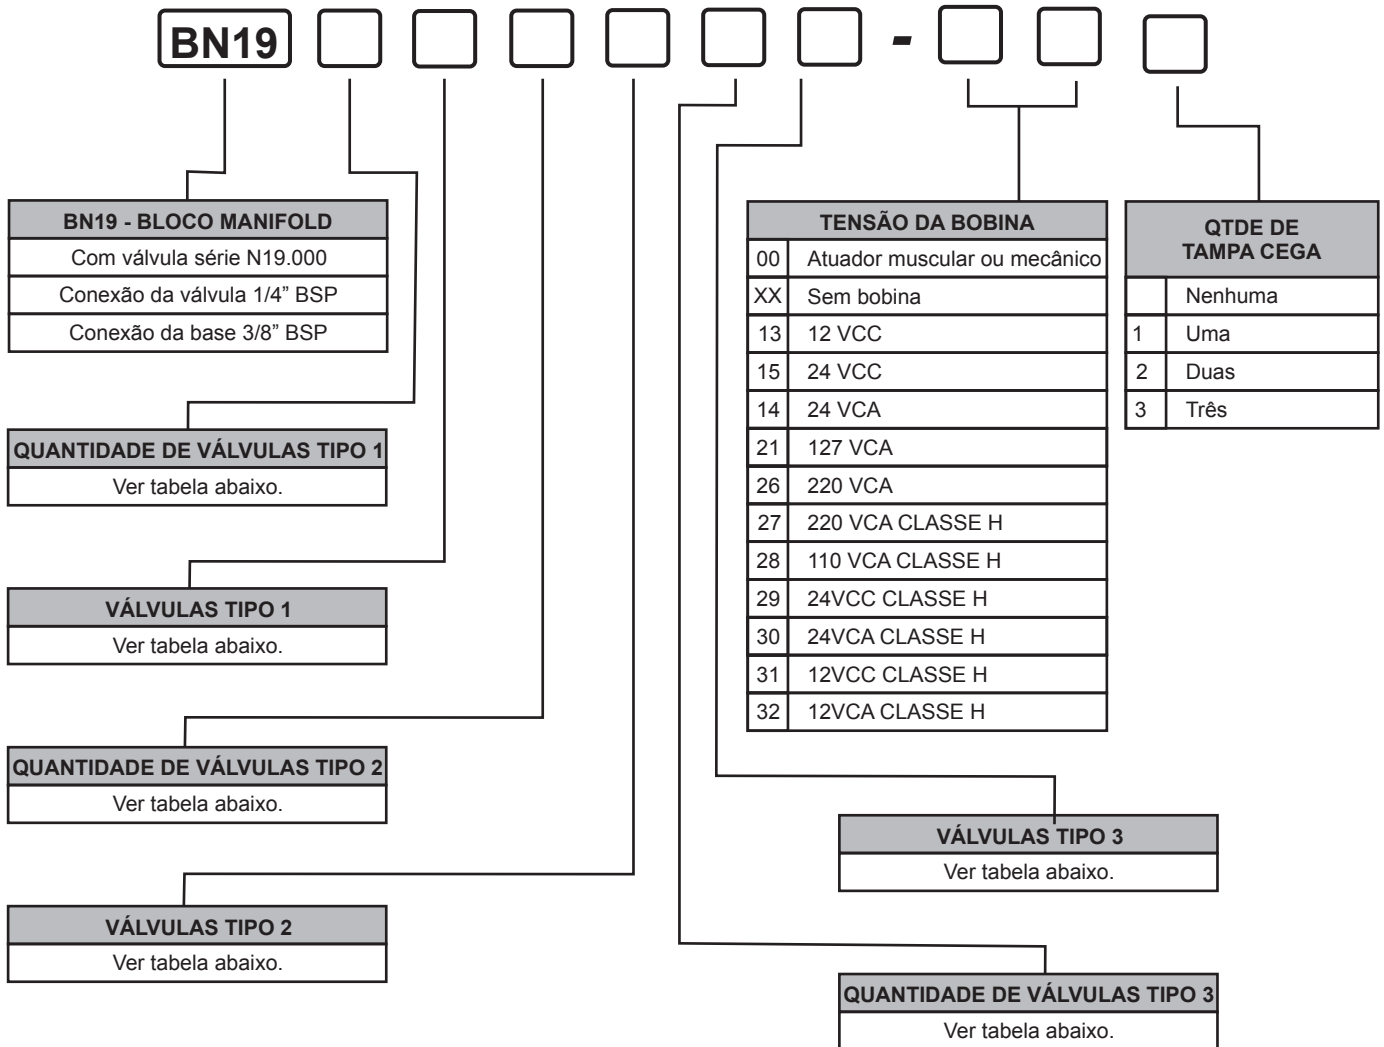 BN19 -
BN19 - BLOCO MANIFOLD
Com válvula série N19.000
Conexão da válvula 1/4” BSP
Conexão da base 3/8” BSP
QUANTIDADE DE VÁLVULAS TIPO 1
Ver tabela abaixo.
VÁLVULAS TIPO 1
Ver tabela abaixo.
QUANTIDADE DE VÁLVULAS TIPO 2
Ver tabela abaixo.
VÁLVULAS TIPO 2
Ver tabela abaixo.
TENSÃO DA BOBINA
00 Atuador muscular ou mecânico
XX Sem bobina
13 12 VCC
15 24 VCC
14 24 VCA
21 127 VCA
26 220 VCA
27 220 VCA CLASSE H
28 110 VCA CLASSE H
29 24VCC CLASSE H
30 24VCA CLASSE H
31 12VCC CLASSE H
32 12VCA CLASSE H
QTDE DE
TAMPA CEGA
Nenhuma
1 Uma
2 Duas
3 Três
VÁLVULAS TIPO 3
Ver tabela abaixo.
QUANTIDADE DE VÁLVULAS TIPO 3
Ver tabela abaixo.